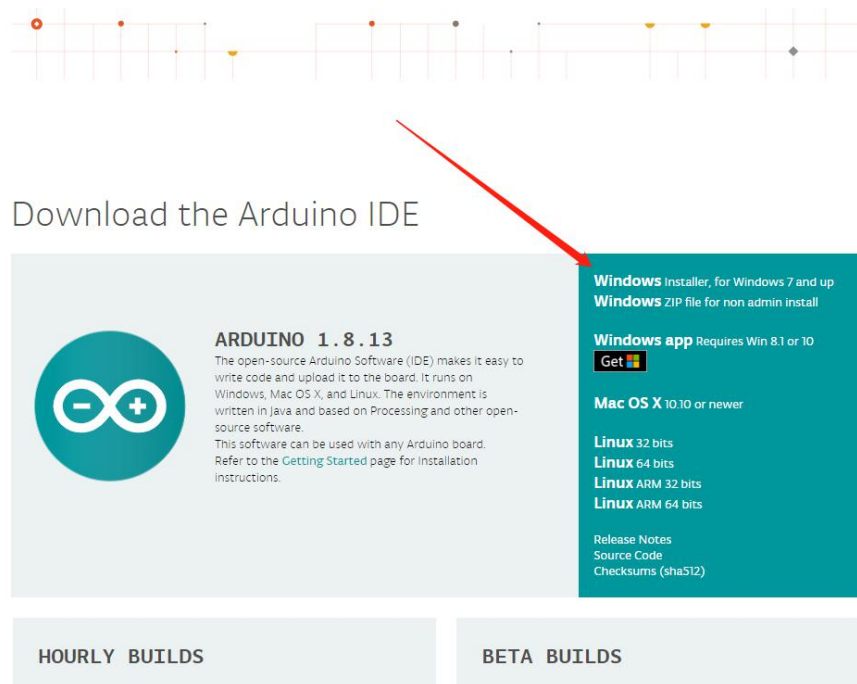 Download the Arduino IDE
ARDUINO 1.8.13
The open-source Arduino Software (IDE) makes it easy to
write code and upload it to the board. It runs on
Windows, Mac OS X, and Linux. The environment is
written in Java and based on Processing and other open-
source software.
This software can be used with any Arduino board.
Refer to the Getting Started page for Installation
instructions.
Windows Installer, for Windows 7 and up
Windows ZIP file for non admin install
Windows app Requires Win 8.1 or 10
Get
Mac OS X 10.10 or newer
Linux 32 bits
Linux 64 bits
Linux ARM 32 bits
Linux ARM 64 bits
Release Notes
Source Code
Checksums (sha512)
HOURLY BUILDS
BETA BUILDS